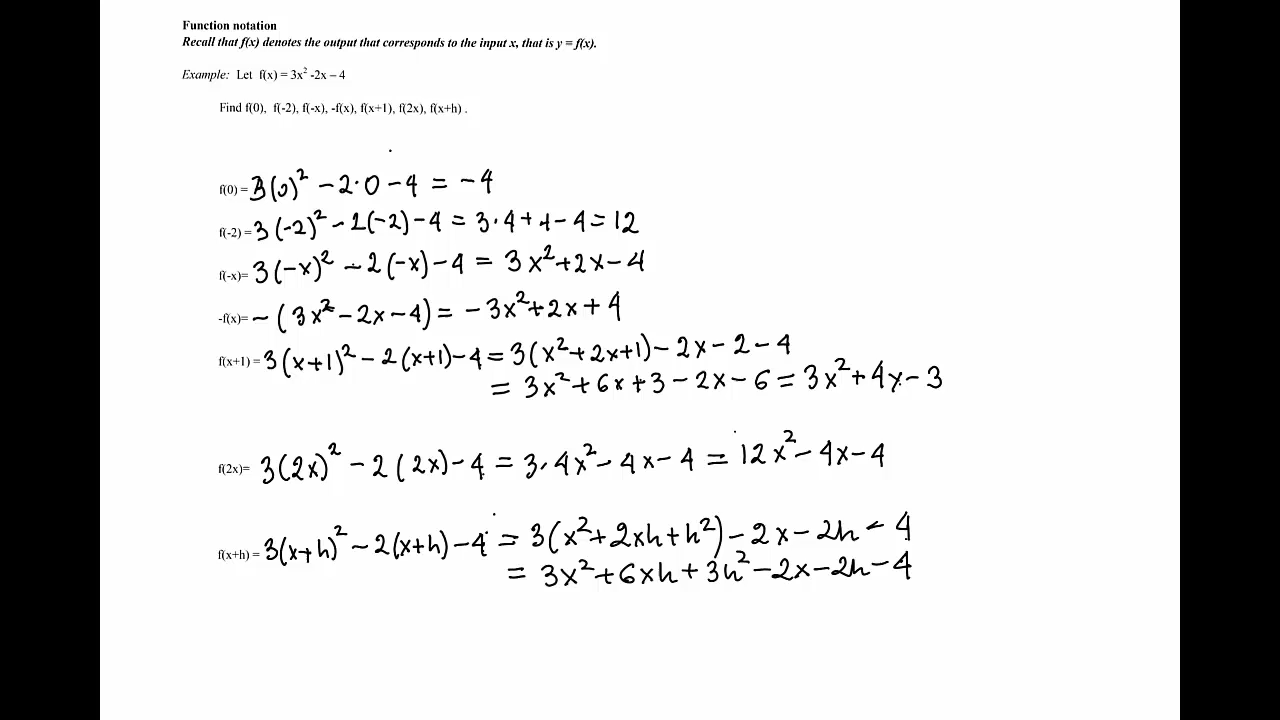 Function notation
Recall that f(x) denotes the output that corresponds to the input x, that is y = f(x).
Example: Let f(x) = 3x² -2x – 4
Find f(0), f(-2), f(-x), -f(x), f(x+1), f(2x), f(x+h) .
f(0) = 3(0)² - 2·0 - 4 = -4
f(-2) = 3(-2)² - 2(-2) - 4 = 3·4 + 4 - 4 = 12
f(-x)= 3(-x)² - 2(-x) - 4 = 3x² + 2x - 4
-f(x)= -(3x² - 2x - 4) = -3x² + 2x + 4
f(x+1) = 3(x+1)² - 2(x+1) - 4 = 3(x² + 2x + 1) - 2x - 2 - 4
= 3x² + 6x + 3 - 2x - 6 = 3x² + 4x - 3
f(2x)= 3(2x)² - 2(2x) - 4 = 3·4x² - 4x - 4 = 12x² - 4x - 4
f(x+h) = 3(x+h)² - 2(x+h) - 4 = 3(x² + 2xh + h²) - 2x - 2h - 4
= 3x² + 6xh + 3h² - 2x - 2h - 4